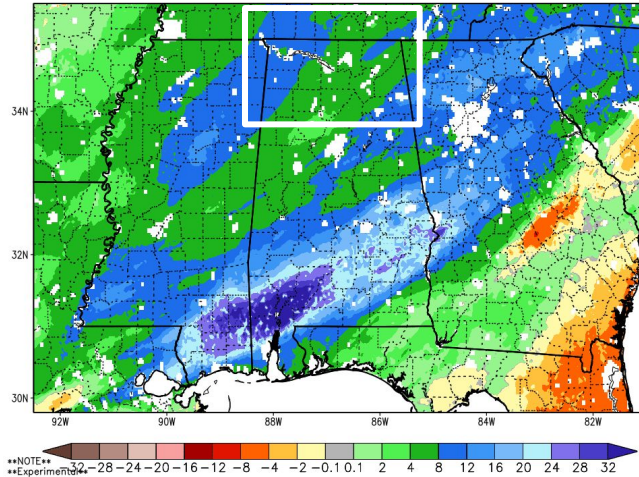 34N
32N
30N
92W 90W 88W 86W 84W 82W
**NOTE**
**Experimental**
-32 -28 -24 -20 -16 -12 -8 -4 -2 -0.1 0.1 2 4 8 12 16 20 24 28 32